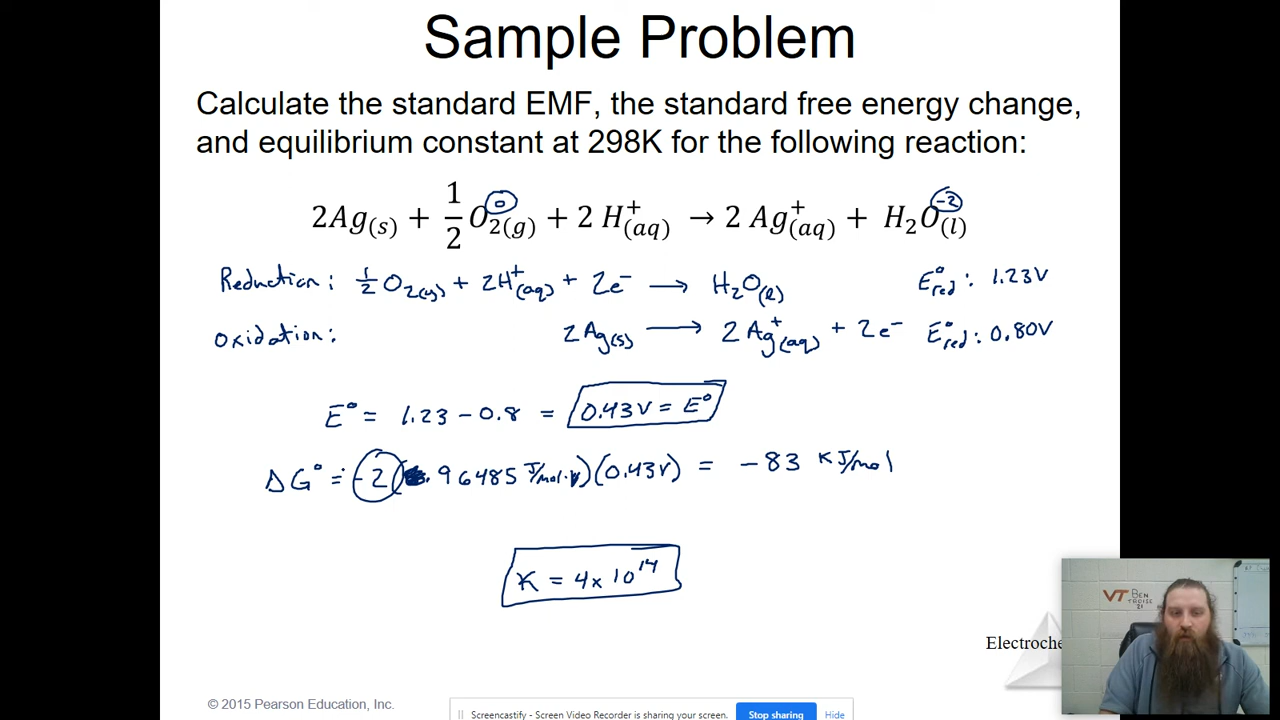 Sample Problem
Calculate the standard EMF, the standard free energy change,
and equilibrium constant at 298K for the following reaction:
2Ag(s) + 1/2 O2(g) + 2 H+(aq) → 2 Ag+(aq) + H2O(l)
0 -2
Reduction: 1/2 O2(g) + 2H+(aq) + 2e- → H2O(l) E°red: 1.23V
Oxidation: 2Ag(s) → 2Ag+(aq) + 2e- E°red: 0.80V
E° = 1.23 - 0.8 = 0.43V = E°
ΔG° = -2(96485 J/mol·V)(0.43V) = -83 KJ/mol
K = 4x10^14
VT BEN
Electroche
© 2015 Pearson Education, Inc.
Screencastify - Screen Video Recorder is sharing your screen. Stop sharing Hide